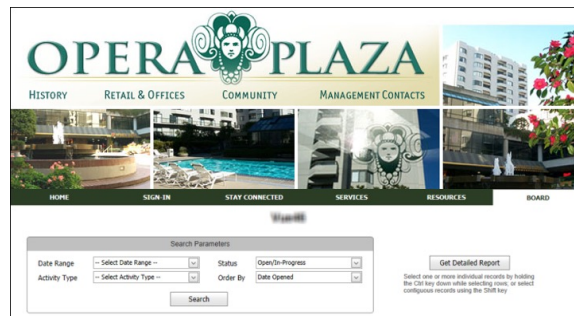 OPERA PLAZA
HISTORY RETAIL & OFFICES COMMUNITY MANAGEMENT CONTACTS
HOME SIGN-IN STAY CONNECTED SERVICES RESOURCES BOARD
Search Parameters
Date Range -- Select Date Range -- Status Open/In-Progress
Activity Type -- Select Activity Type -- Order By Date Opened
Search
Get Detailed Report
Select one or more individual records by holding
the Ctrl key down while selecting rows, or select
contiguous records using the Shift key